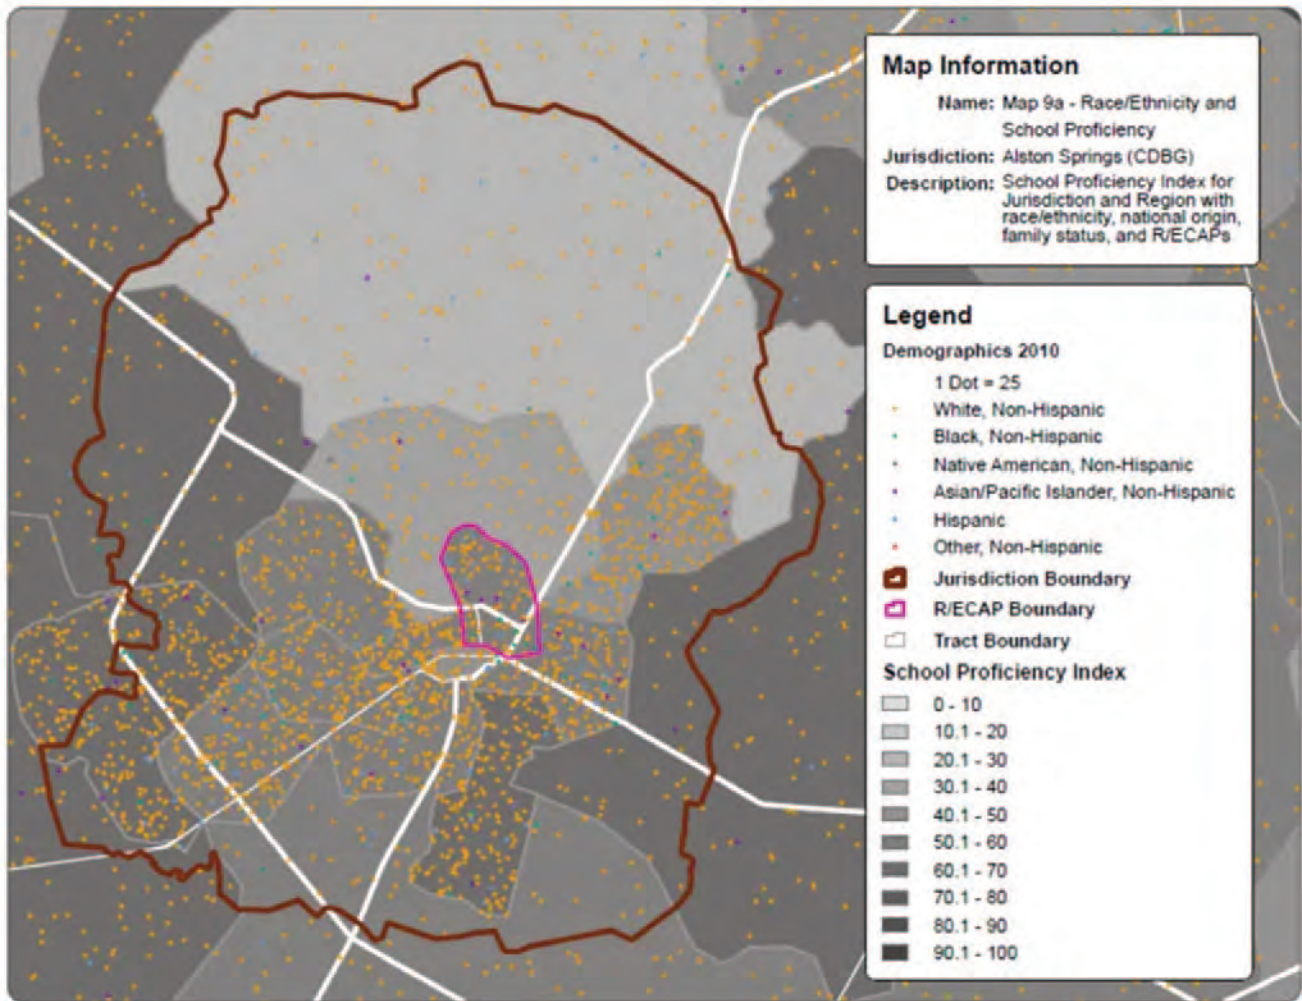 Map Information
Name: Map 9a - Race/Ethnicity and
School Proficiency
Jurisdiction: Alston Springs (CDBG)
Description: School Proficiency Index for
Jurisdiction and Region with
race/ethnicity, national origin,
family status, and R/ECAPs
Legend
Demographics 2010
1 Dot = 25
White, Non-Hispanic
Black, Non-Hispanic
Native American, Non-Hispanic
Asian/Pacific Islander, Non-Hispanic
Hispanic
Other, Non-Hispanic
Jurisdiction Boundary
R/ECAP Boundary
Tract Boundary
School Proficiency Index
0 - 10
10.1 - 20
20.1 - 30
30.1 - 40
40.1 - 50
50.1 - 60
60.1 - 70
70.1 - 80
80.1 - 90
90.1 - 100